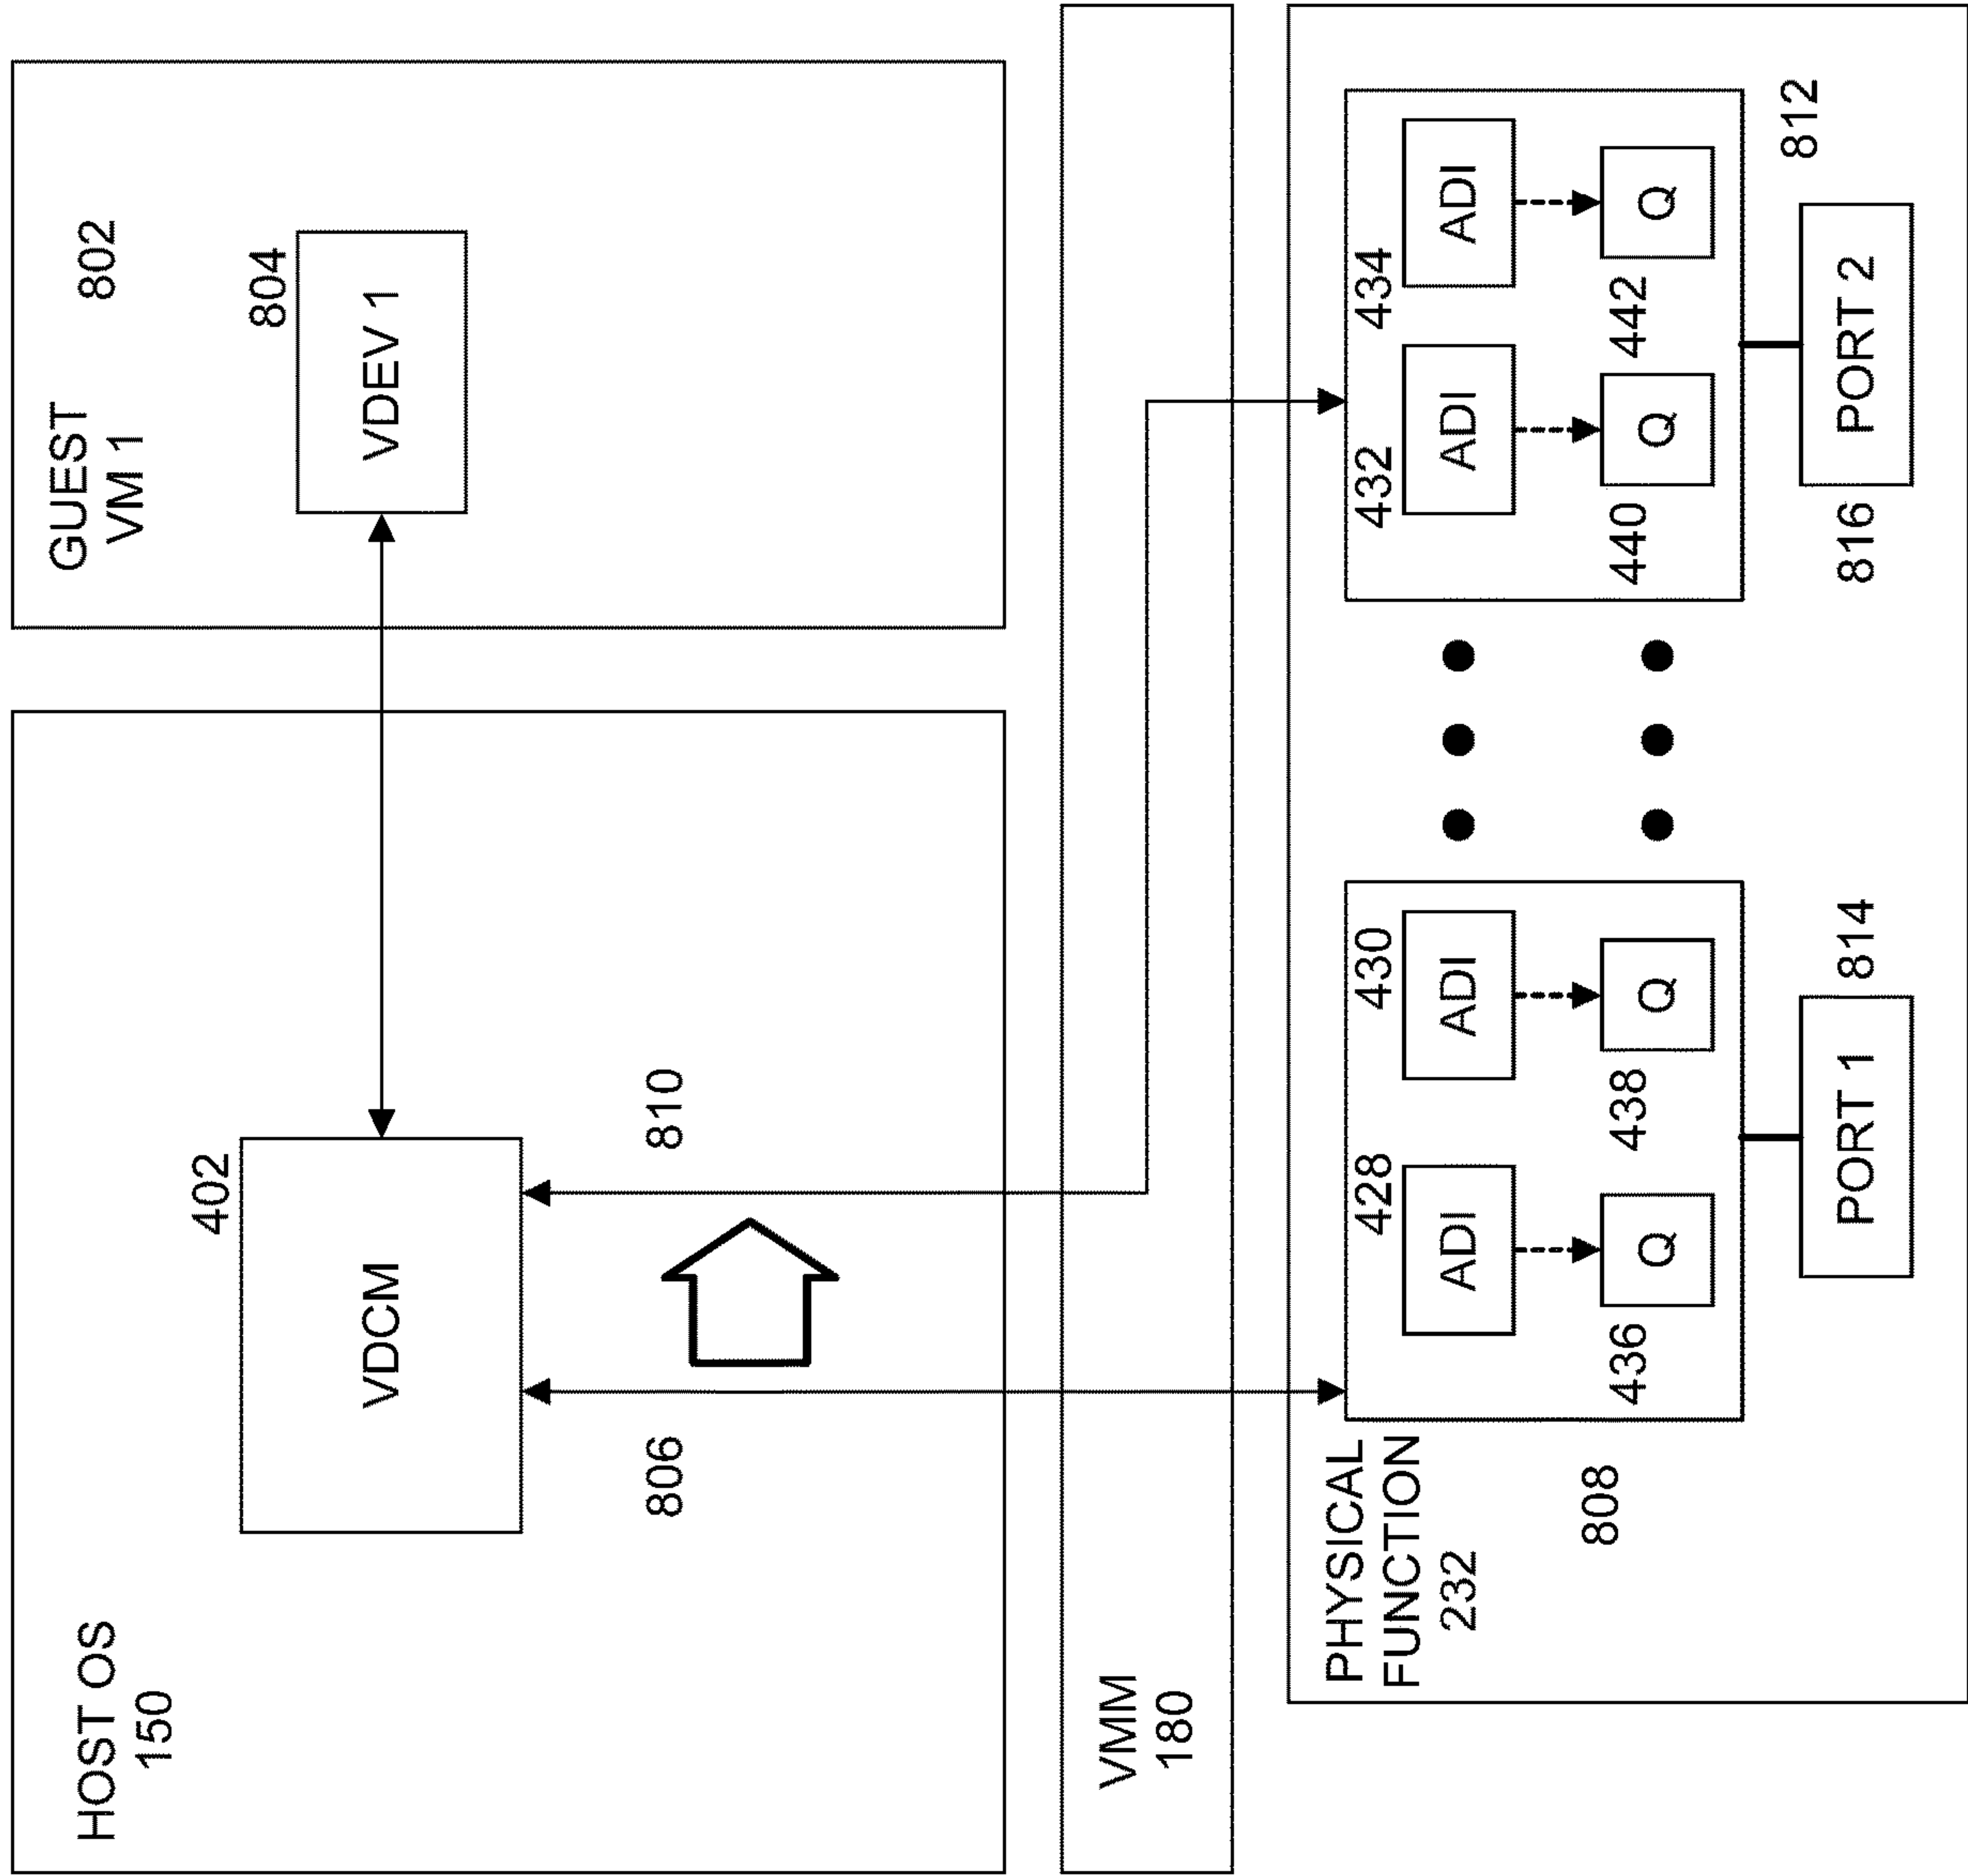 HOST OS
150
402
VDCM
806
810
GUEST
VM 1
802
804
VDEV 1
VMM
180
PHYSICAL
FUNCTION
232
808
428
ADI
430
ADI
436
Q
438
Q
PORT 1
814
432
ADI
434
ADI
440
Q
442
Q
816
PORT 2
812